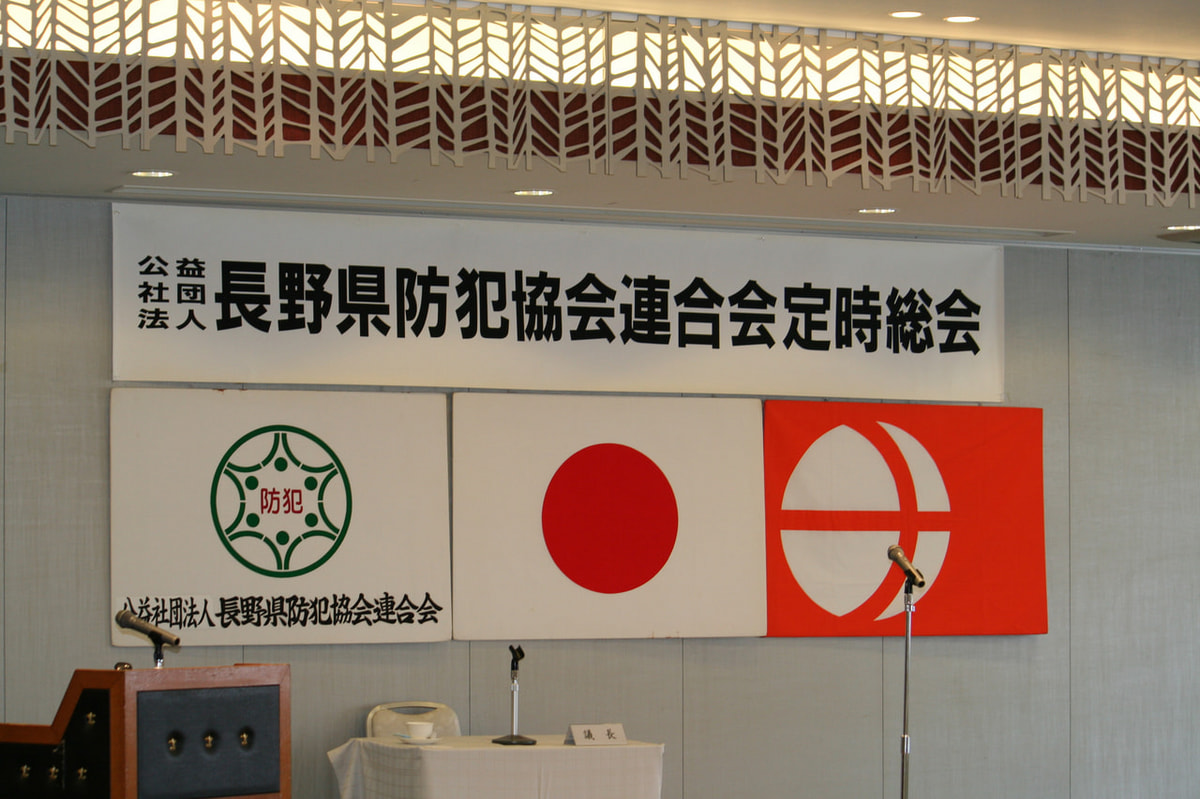 公益
社団
法人
長野県防犯協会連合会定時総会
防犯
公益社団法人長野県防犯協会連合会
議長